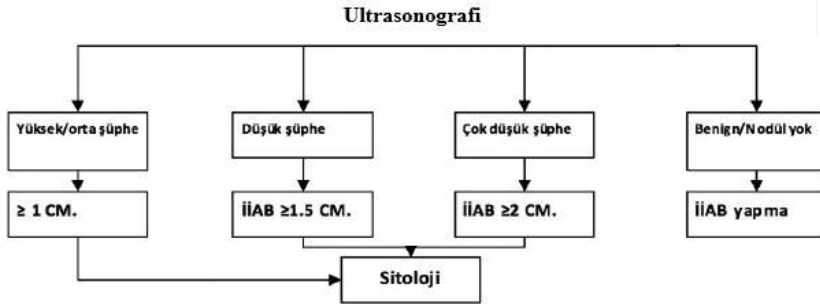 Ultrasonografi
Yüksek/orta şüphe
Düşük şüphe
Çok düşük şüphe
Benign/Nodül yok
≥ 1 CM.
İİAB ≥1.5 CM.
İİAB ≥2 CM.
İİAB yapma
Sitoloji